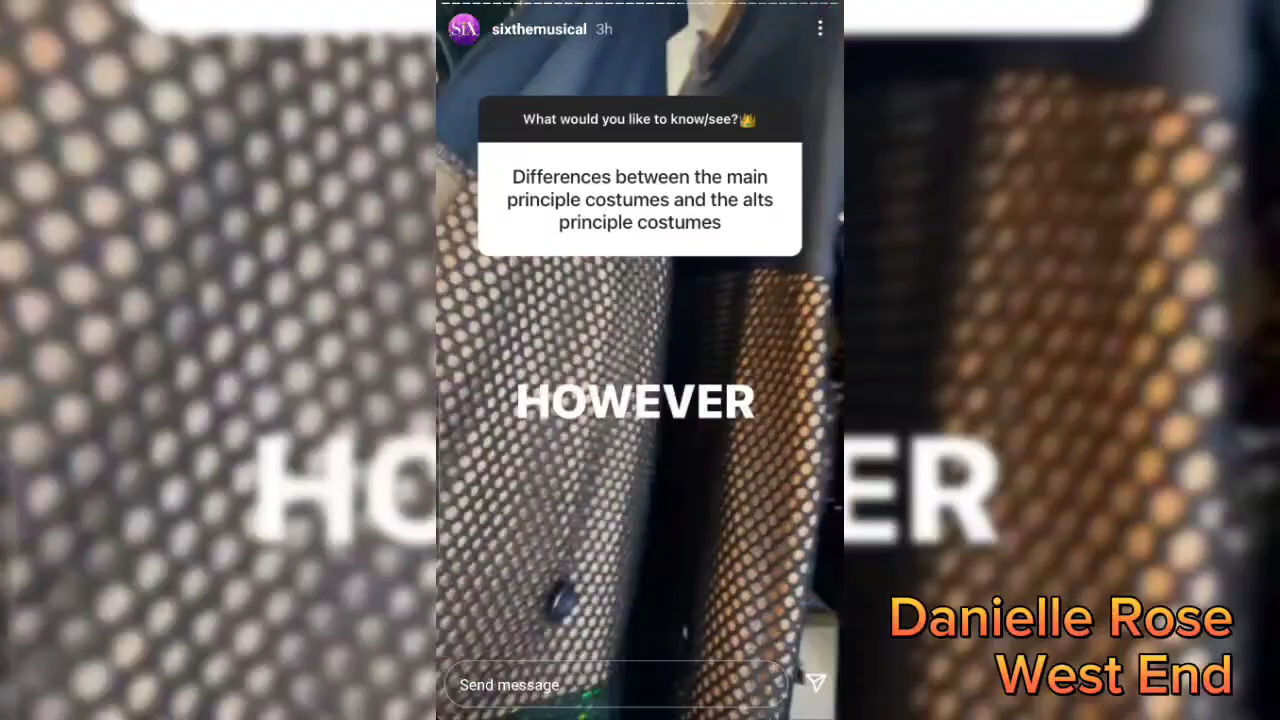 SIX
sixthemusical 3h
What would you like to know/see?👑
Differences between the main
principle costumes and the alts
principle costumes
HOWEVER
Send message
Danielle Rose
West End